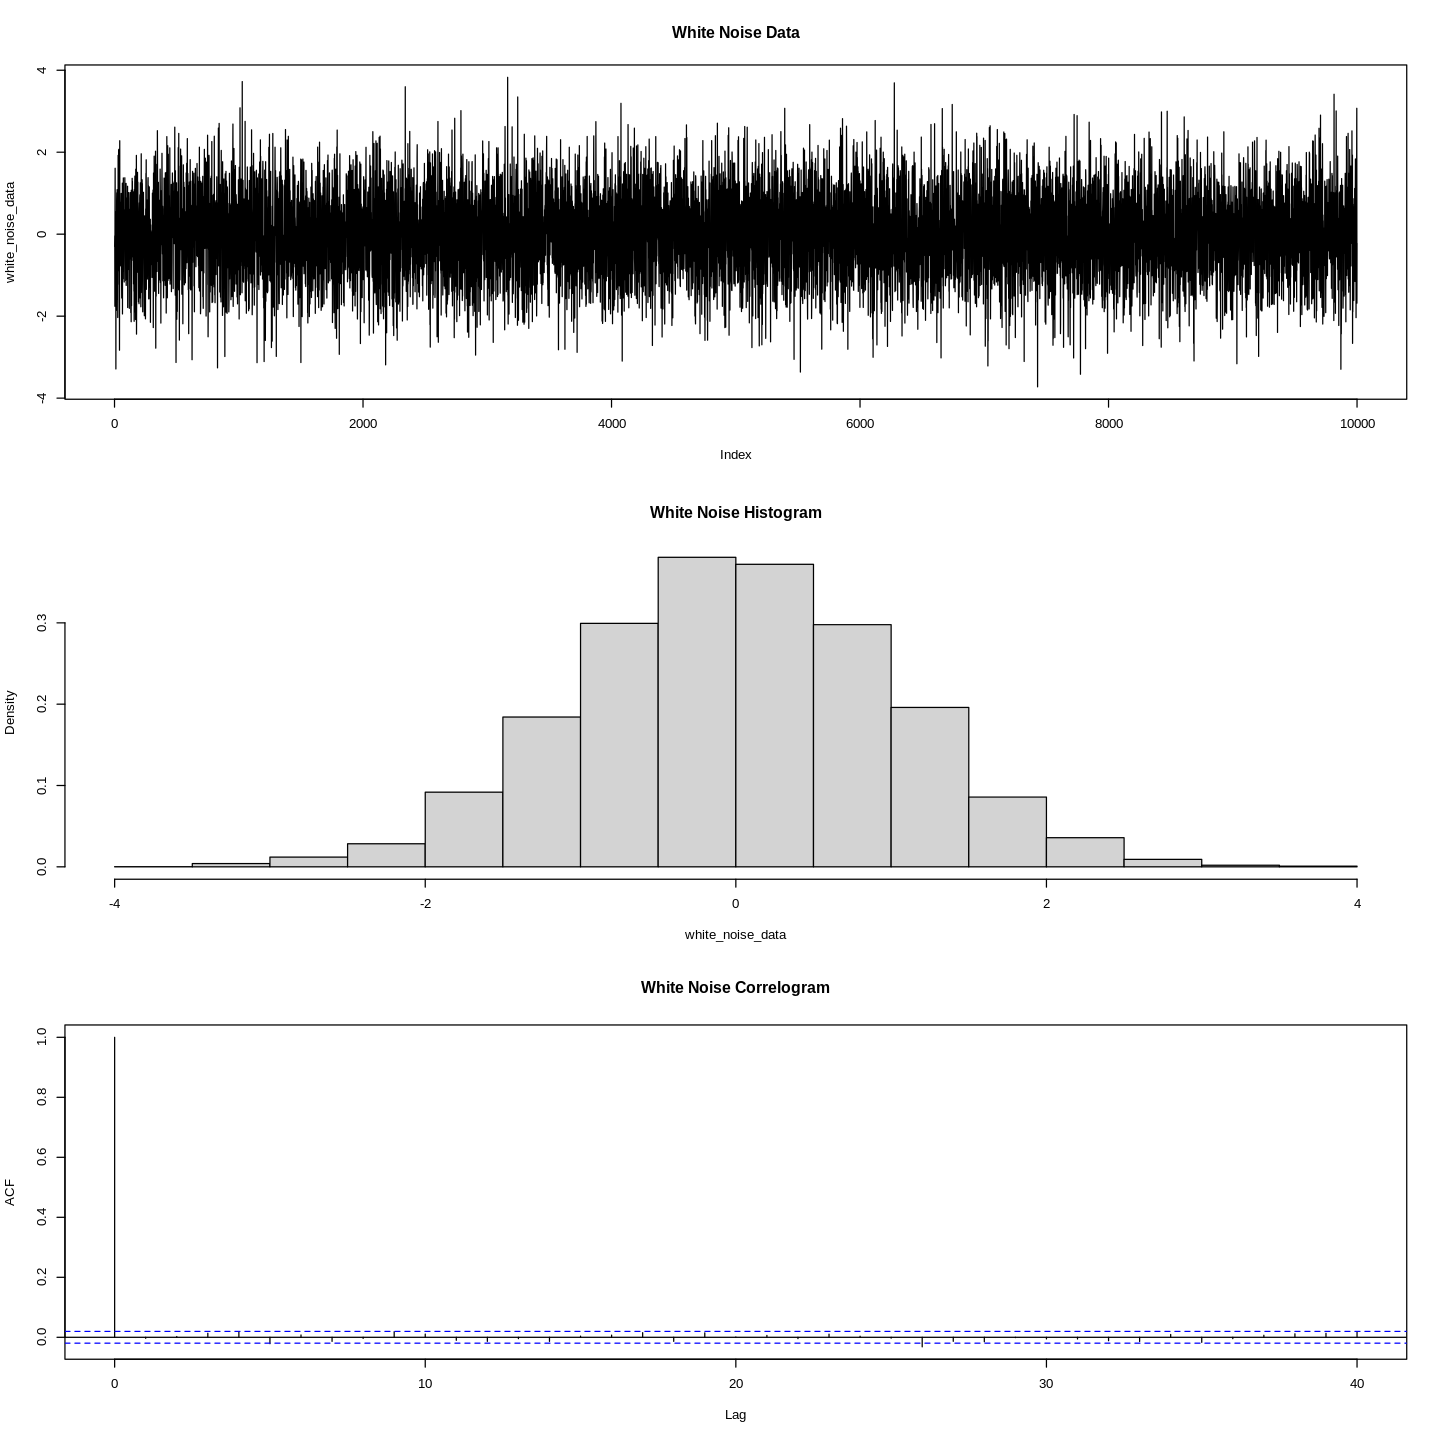 White Noise Data
white_noise_data
4
2
0
-2
-4
0 2000 4000 6000 8000 10000
Index
White Noise Histogram
Density
0.3
0.2
0.1
0.0
-4 -2 0 2 4
white_noise_data
White Noise Correlogram
ACF
1.0
0.8
0.6
0.4
0.2
0.0
0 10 20 30 40
Lag